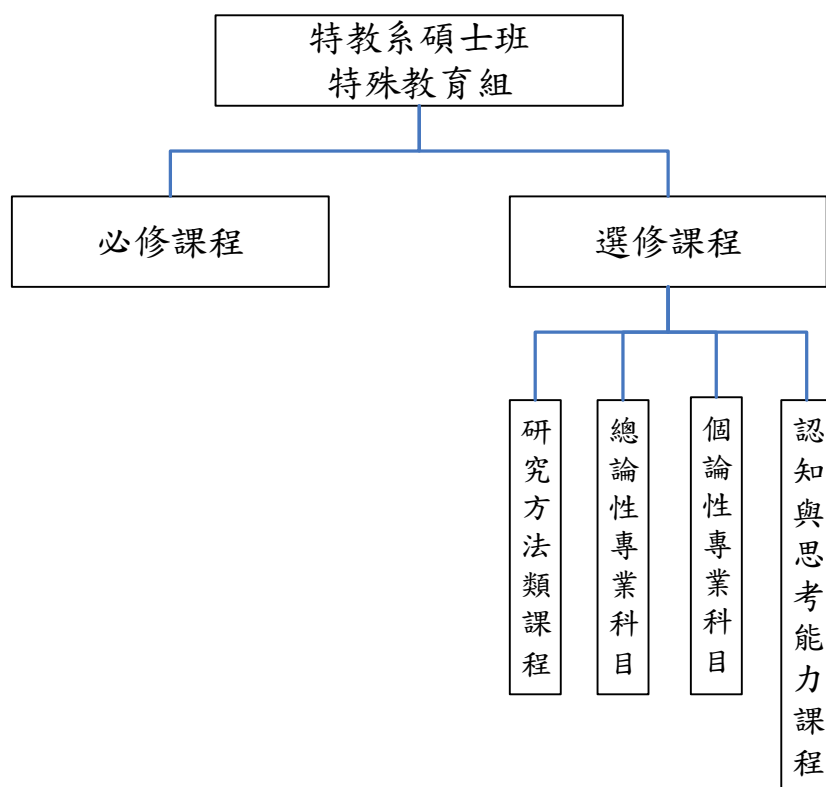 特教系碩士班
特殊教育組
必修課程
選修課程
研究方法類課程
總論性專業科目
個論性專業科目
認知與思考能力課程